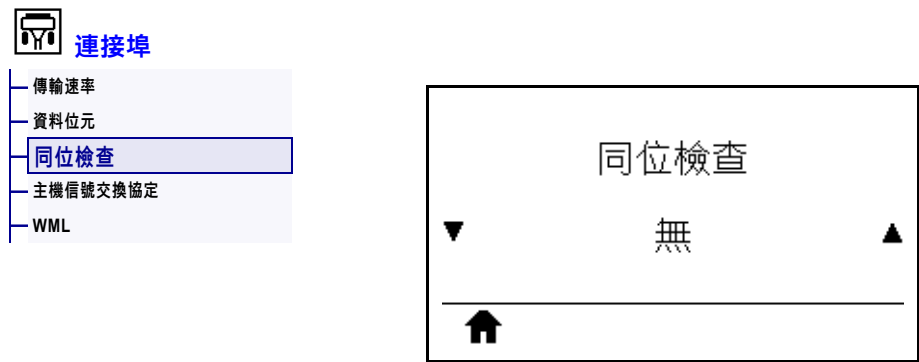 連接埠
傳輸速率
資料位元
同位檢查
主機信號交換協定
WML
同位檢查
▼ 無 ▲